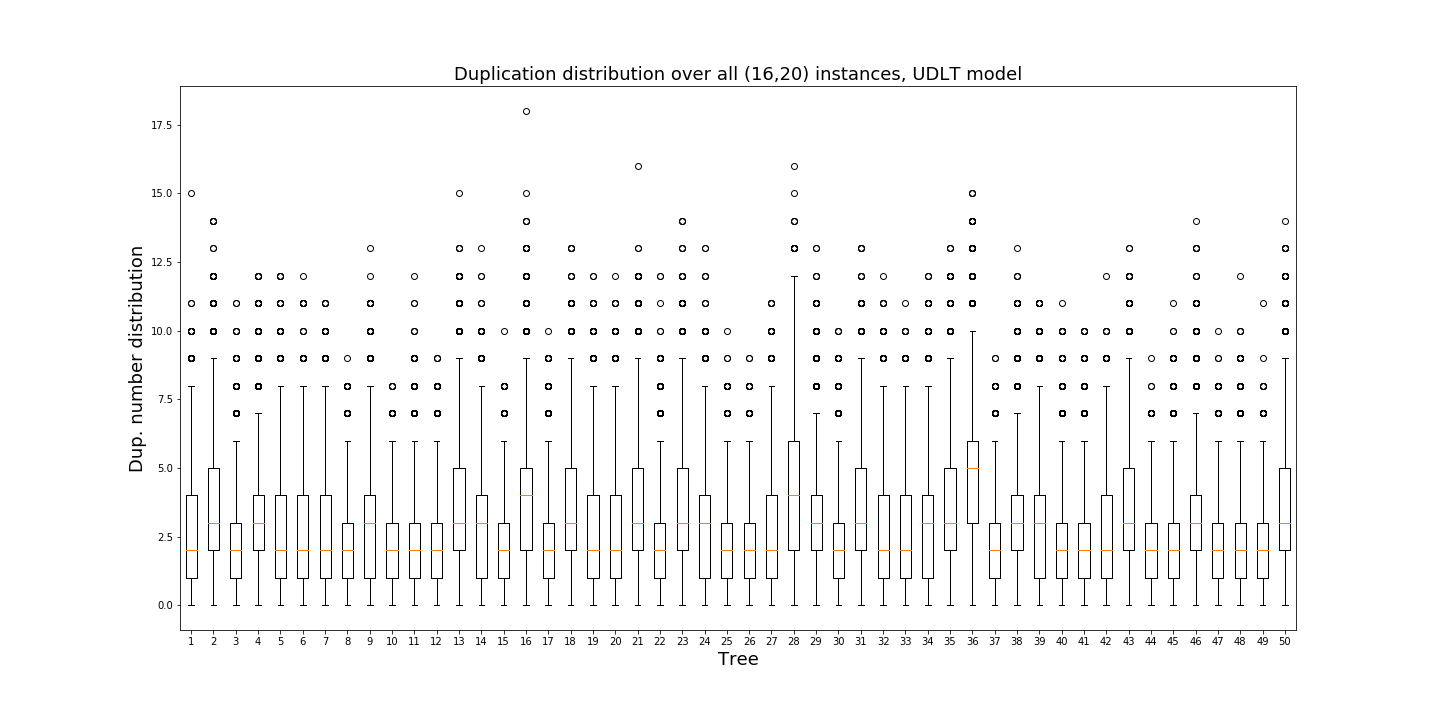 Duplication distribution over all (16,20) instances, UDLT model
17.5
15.0
12.5
10.0
7.5
5.0
2.5
0.0
Dup. number distribution
1 2 3 4 5 6 7 8 9 10 11 12 13 14 15 16 17 18 19 20 21 22 23 24 25 26 27 28 29 30 31 32 33 34 35 36 37 38 39 40 41 42 43 44 45 46 47 48 49 50
Tree